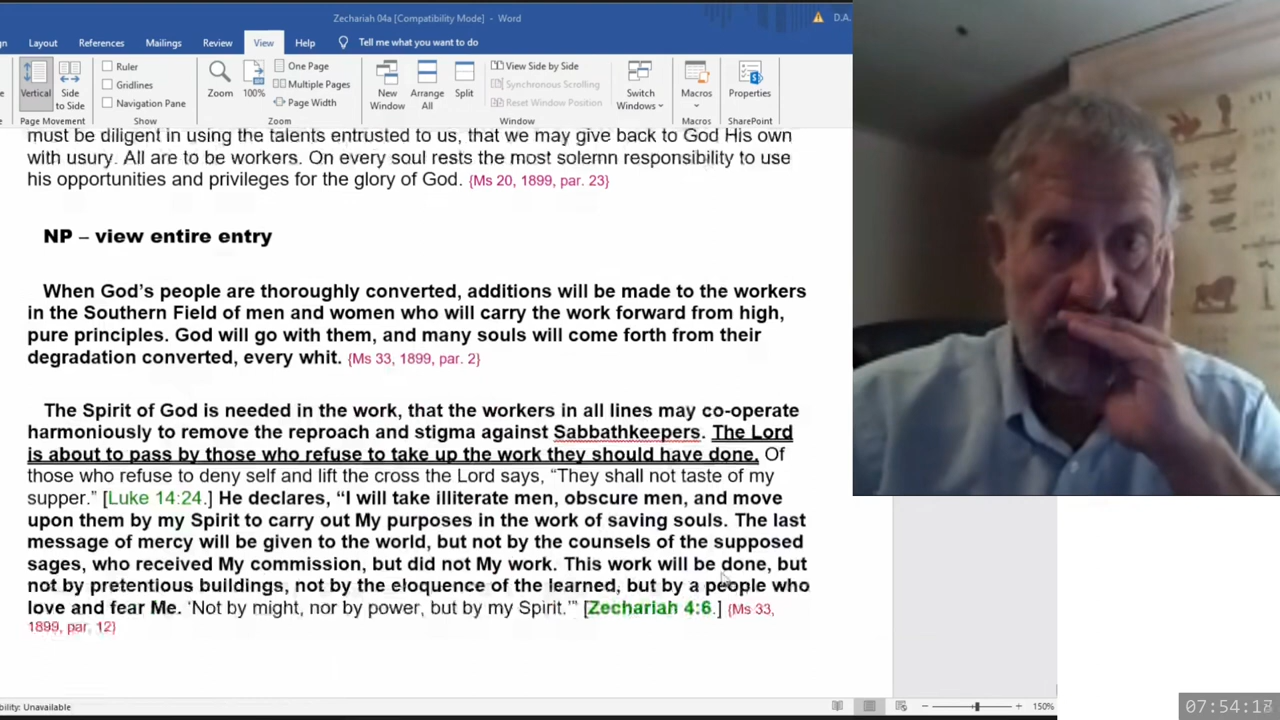 Zechariah 04a [Compatibility Mode] - Word
D.A.
Layout References Mailings Review View Help Tell me what you want to do
Vertical Side to Side Page Movement
Ruler
Gridlines
Navigation Pane
Show
Zoom 100% One Page
Multiple Pages
Page Width
Zoom
New Window Arrange All Split View Side by Side
Synchronous Scrolling
Reset Window Position
Window
Switch Windows
Macros
Macros
Properties
SharePoint
must be diligent in using the talents entrusted to us, that we may give back to God His own
with usury. All are to be workers. On every soul rests the most solemn responsibility to use
his opportunities and privileges for the glory of God. {Ms 20, 1899, par. 23}
NP – view entire entry
When God’s people are thoroughly converted, additions will be made to the workers
in the Southern Field of men and women who will carry the work forward from high,
pure principles. God will go with them, and many souls will come forth from their
degradation converted, every whit. {Ms 33, 1899, par. 2}
The Spirit of God is needed in the work, that the workers in all lines may co-operate
harmoniously to remove the reproach and stigma against Sabbathkeepers. The Lord
is about to pass by those who refuse to take up the work they should have done. Of
those who refuse to deny self and lift the cross the Lord says, “They shall not taste of my
supper.” [Luke 14:24.] He declares, “I will take illiterate men, obscure men, and move
upon them by my Spirit to carry out My purposes in the work of saving souls. The last
message of mercy will be given to the world, but not by the counsels of the supposed
sages, who received My commission, but did not My work. This work will be done, but
not by pretentious buildings, not by the eloquence of the learned, but by a people who
love and fear Me. ‘Not by might, nor by power, but by my Spirit.’” [Zechariah 4:6.] {Ms 33,
1899, par. 12}
bility: Unavailable
150%